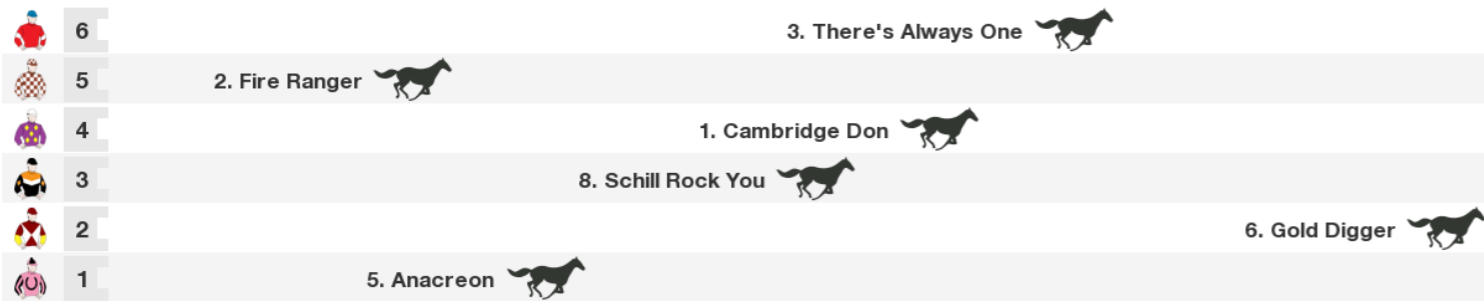 6 3. There's Always One
5 2. Fire Ranger
4 1. Cambridge Don
3 8. Schill Rock You
2 6. Gold Digger
1 5. Anacreon